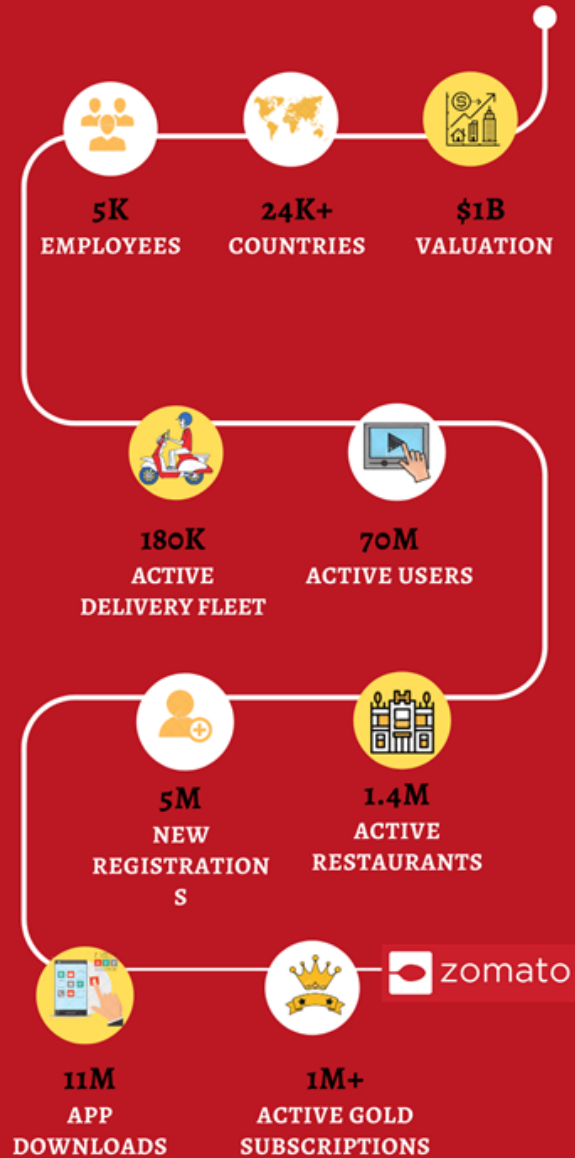 5K
EMPLOYEES
24K+
COUNTRIES
$1B
VALUATION
180K
ACTIVE
DELIVERY FLEET
70M
ACTIVE USERS
5M
NEW
REGISTRATION
S
1.4M
ACTIVE
RESTAURANTS
zomato
11M
APP
DOWNLOADS
1M+
ACTIVE GOLD
SUBSCRIPTIONS